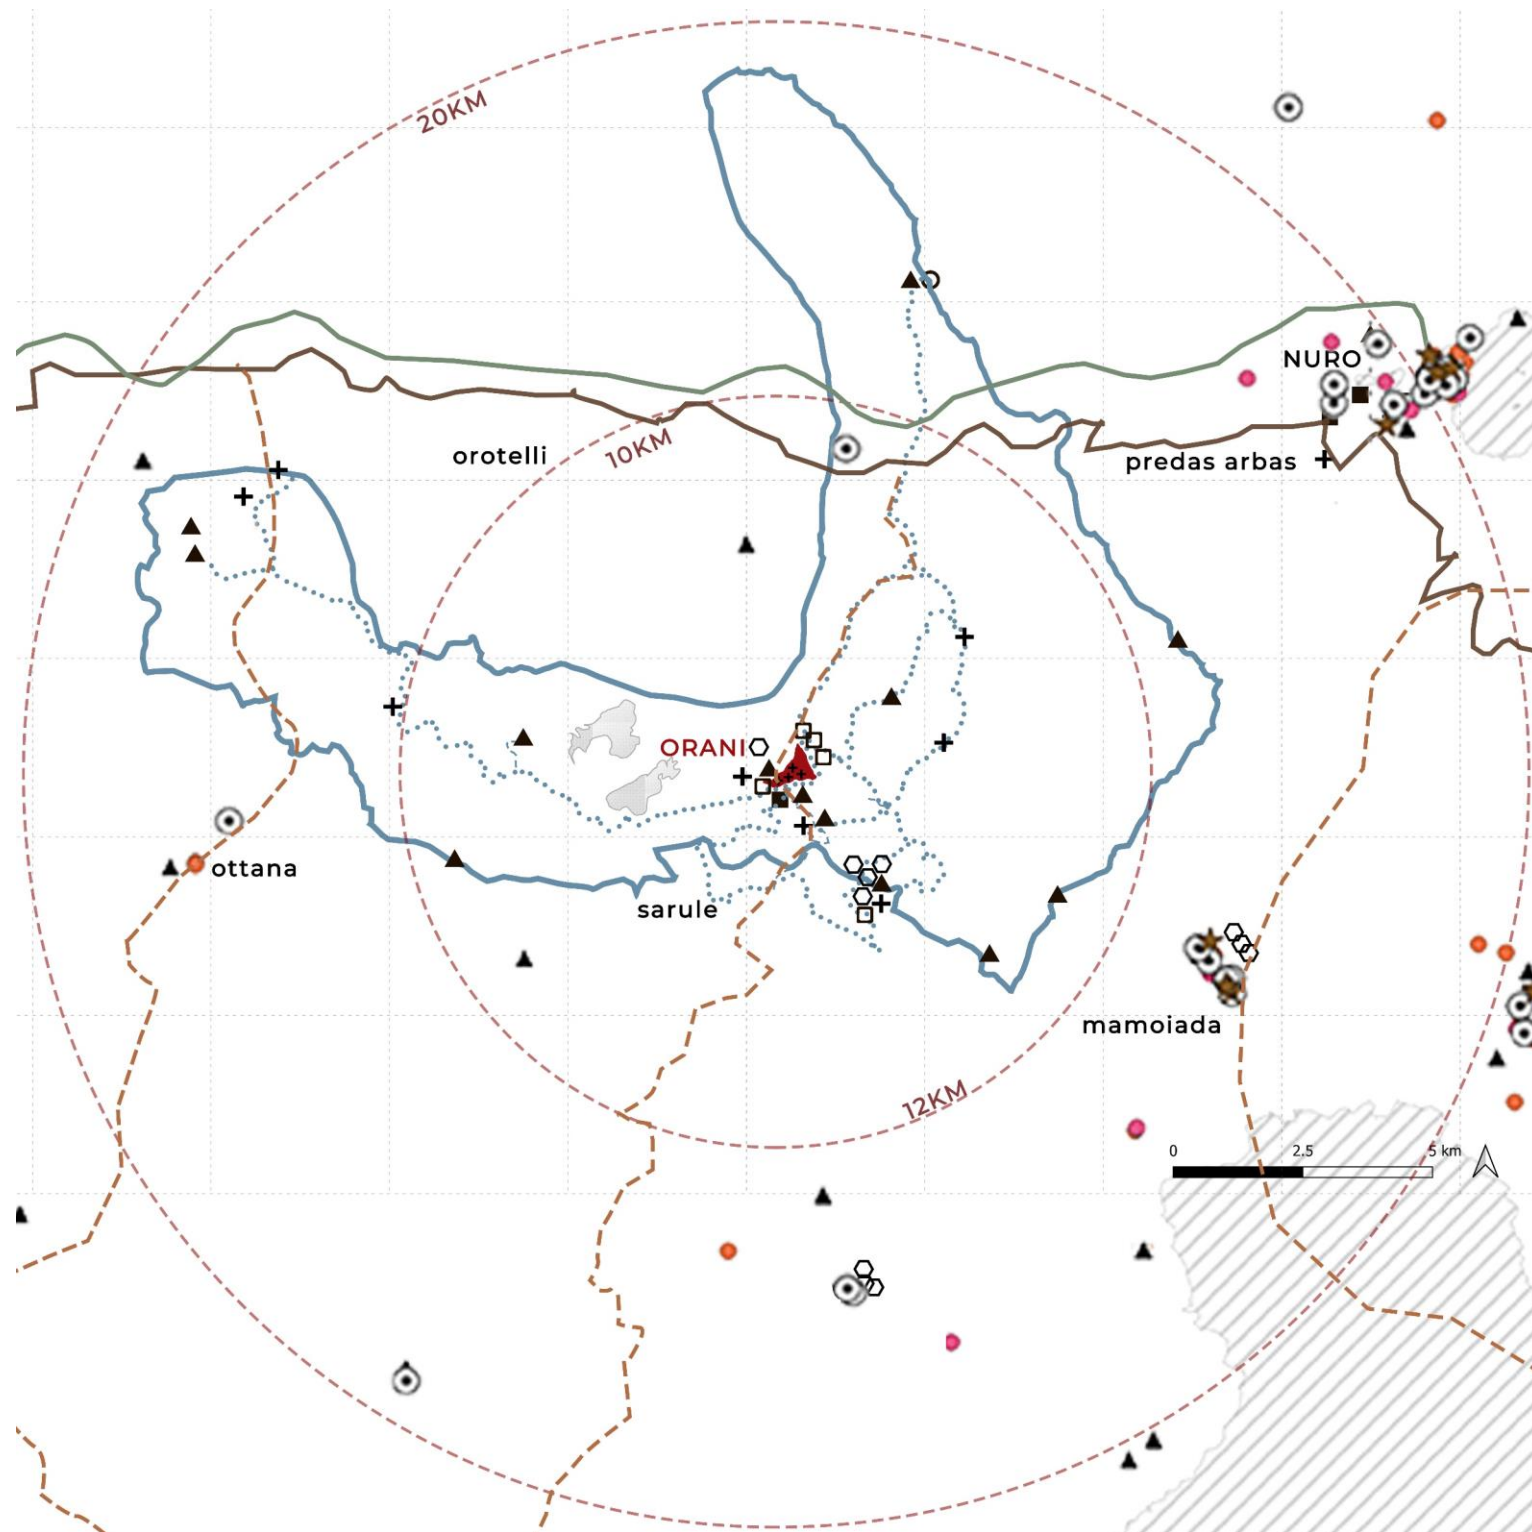 20KM
NURO
orotelli
10KM
predas arbas
ORANI
ottana
sarule
mamoiada
12KM
0 2.5 5 km